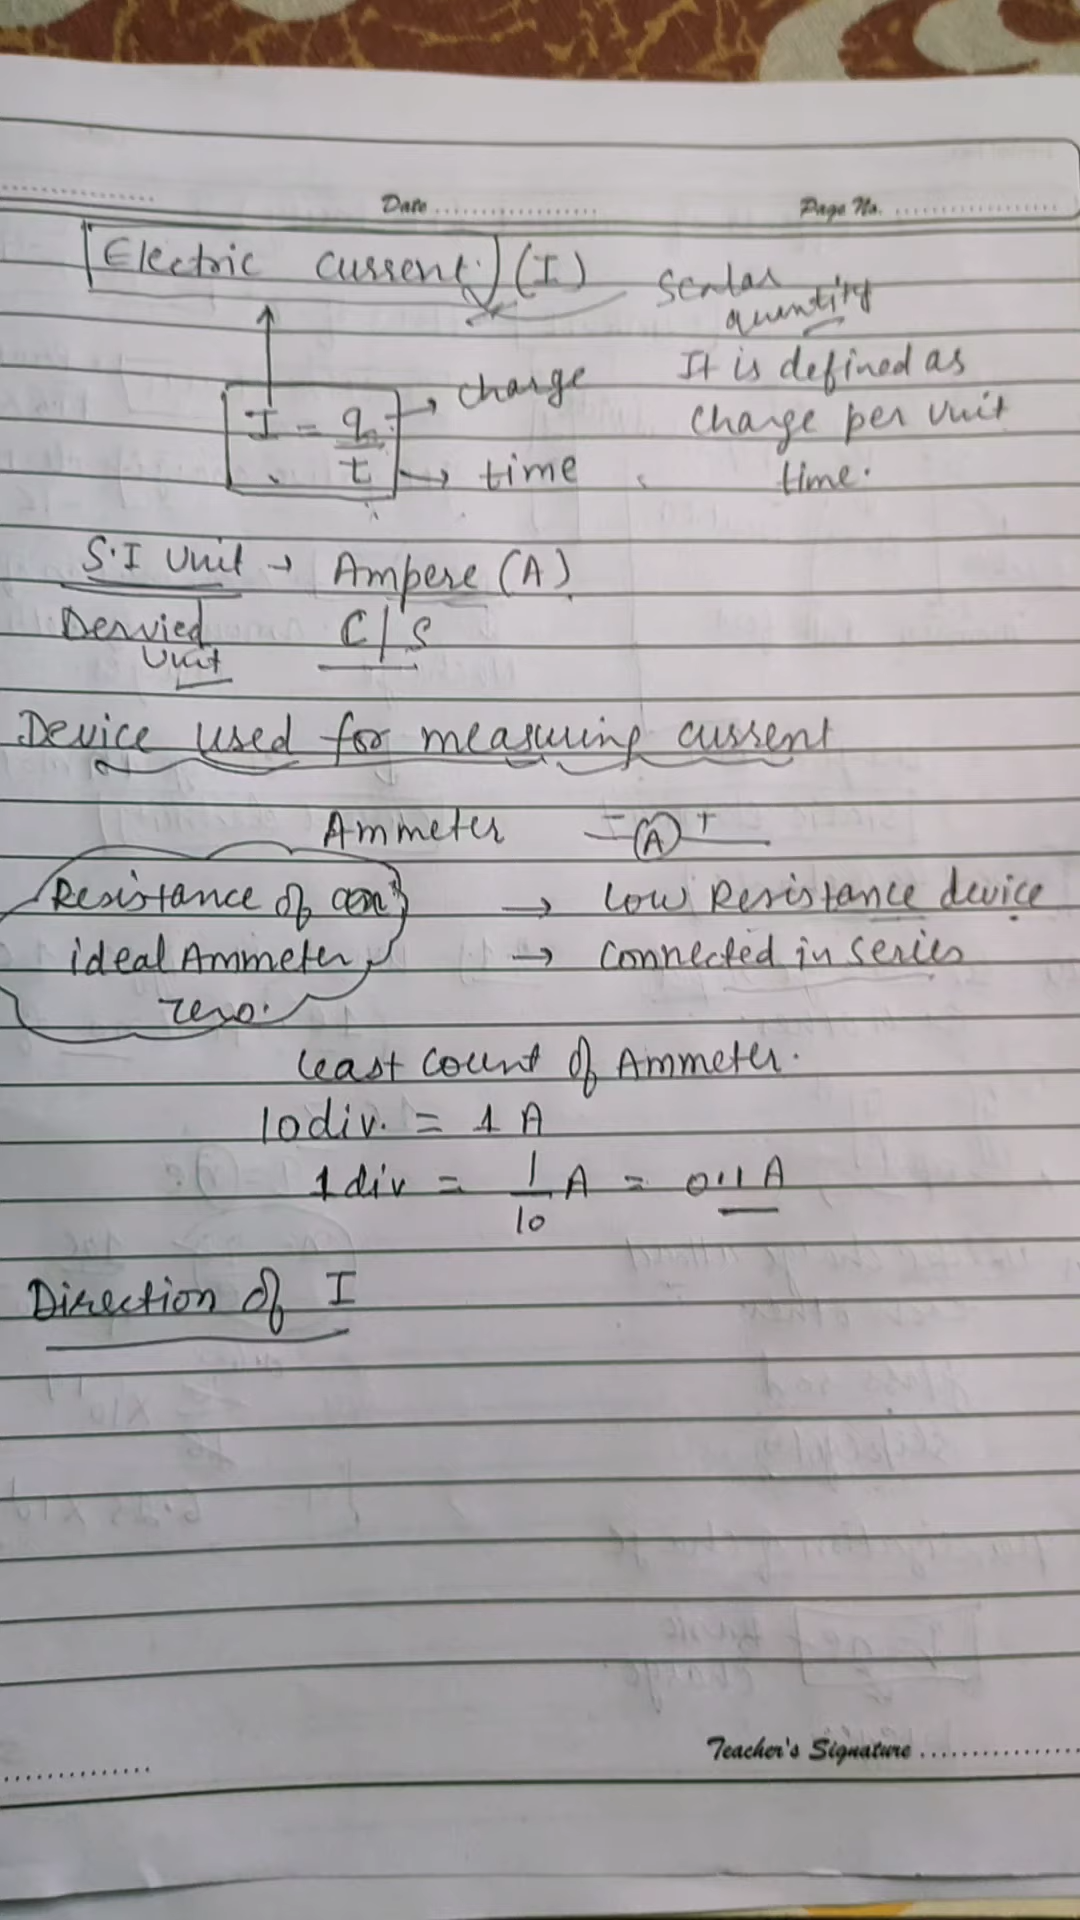 Date
Page No.
Electric current (I)
Scalar
quantity
I = q/t
→ charge
→ time
It is defined as
charge per unit
time.
S.I Unit → Ampere (A)
Dervied
Unit
C/S
Device used for measuring current
Ammeter
- (A) +
Resistance of an
ideal Ammeter
zero.
→ Low Resistance device
→ Connected in series
Least Count of Ammeter.
10 div. = 1 A
1 div = 1/10 A = 0.1 A
Direction of I
Teacher's Signature